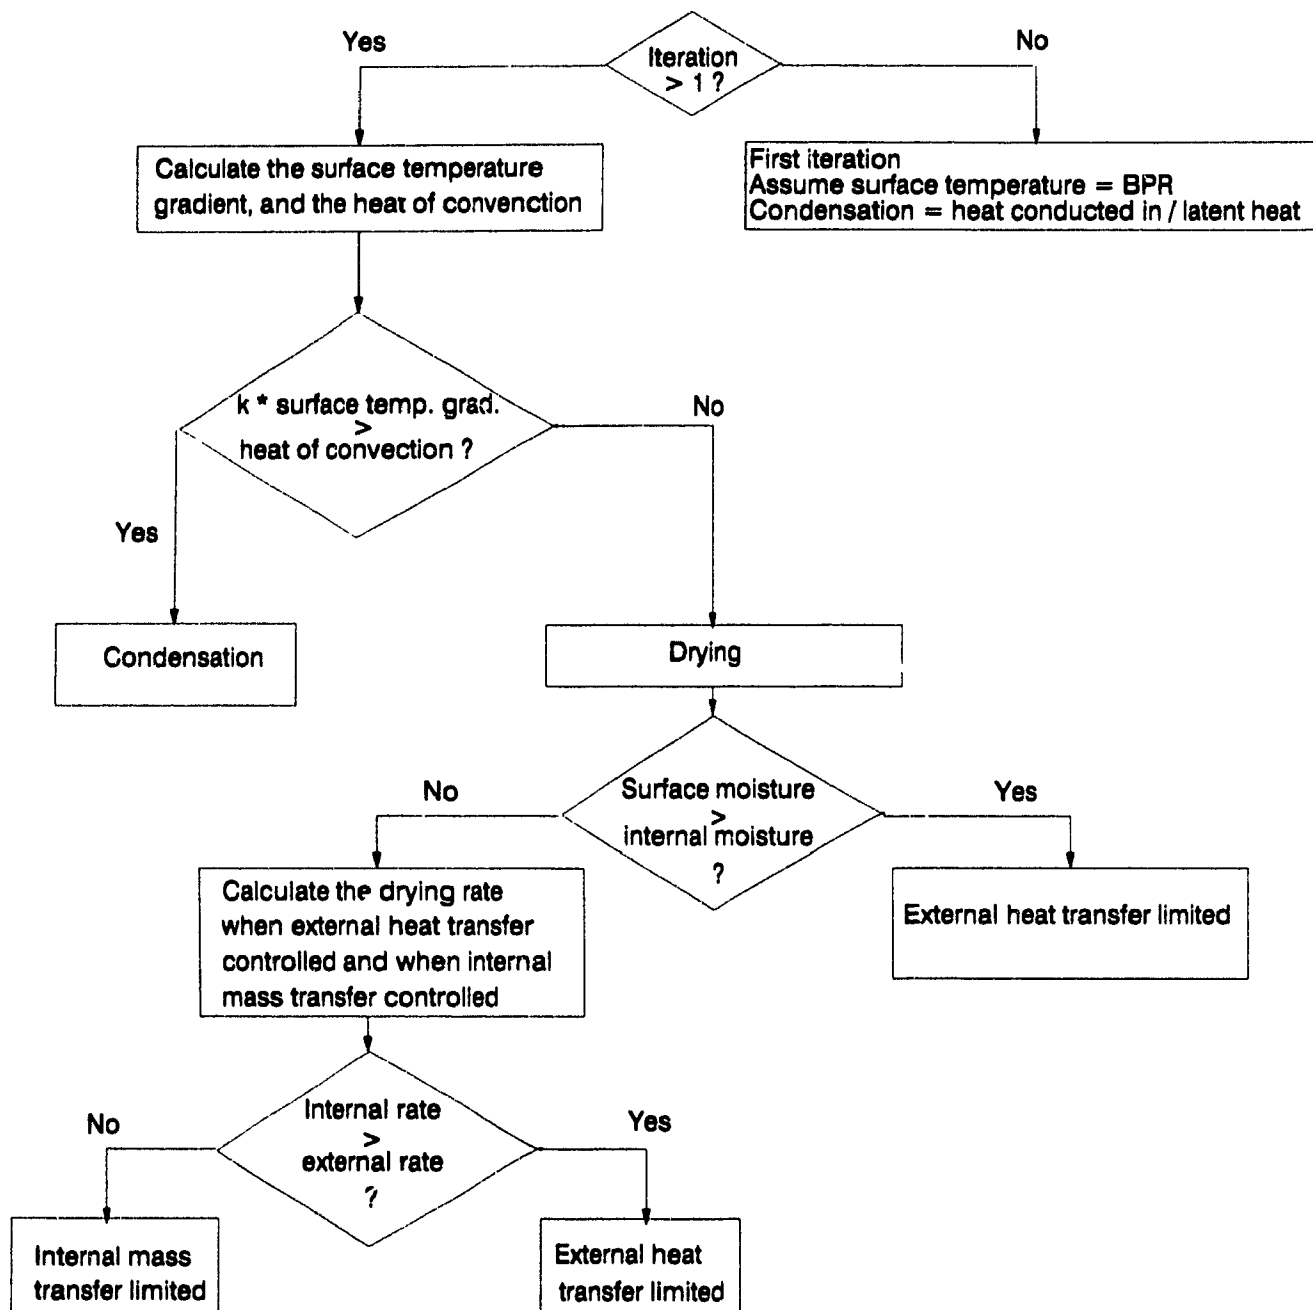 Yes
Iteration
> 1 ?
No
Calculate the surface temperature
gradient, and the heat of convenction
First iteration
Assume surface temperature = BPR
Condensation = heat conducted in / latent heat
k * surface temp. grad.
>
heat of convection ?
No
Yes
Condensation
Drying
No
Surface moisture
>
internal moisture
?
Yes
Calculate the drying rate
when external heat transfer
controlled and when internal
mass transfer controlled
External heat transfer limited
No
Internal rate
>
external rate
?
Yes
Internal mass
transfer limited
External heat
transfer limited